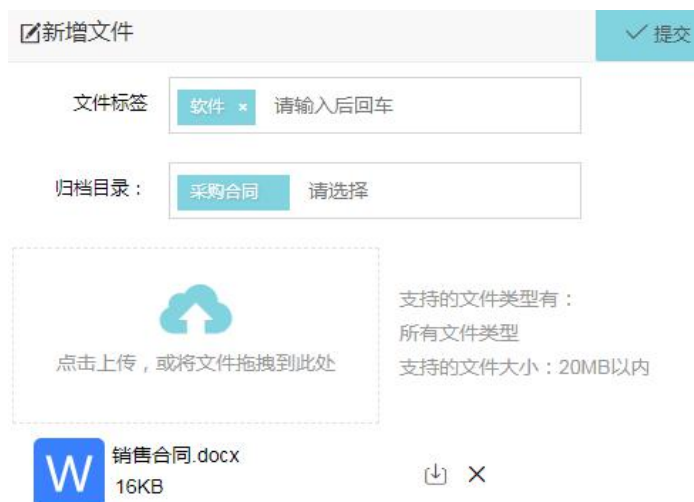 新增文件
提交
文件标签
软件 × 请输入后回车
归档目录：
采购合同 请选择
点击上传，或将文件拖拽到此处
支持的文件类型有：
所有文件类型
支持的文件大小：20MB以内
W
销售合同.docx
16KB